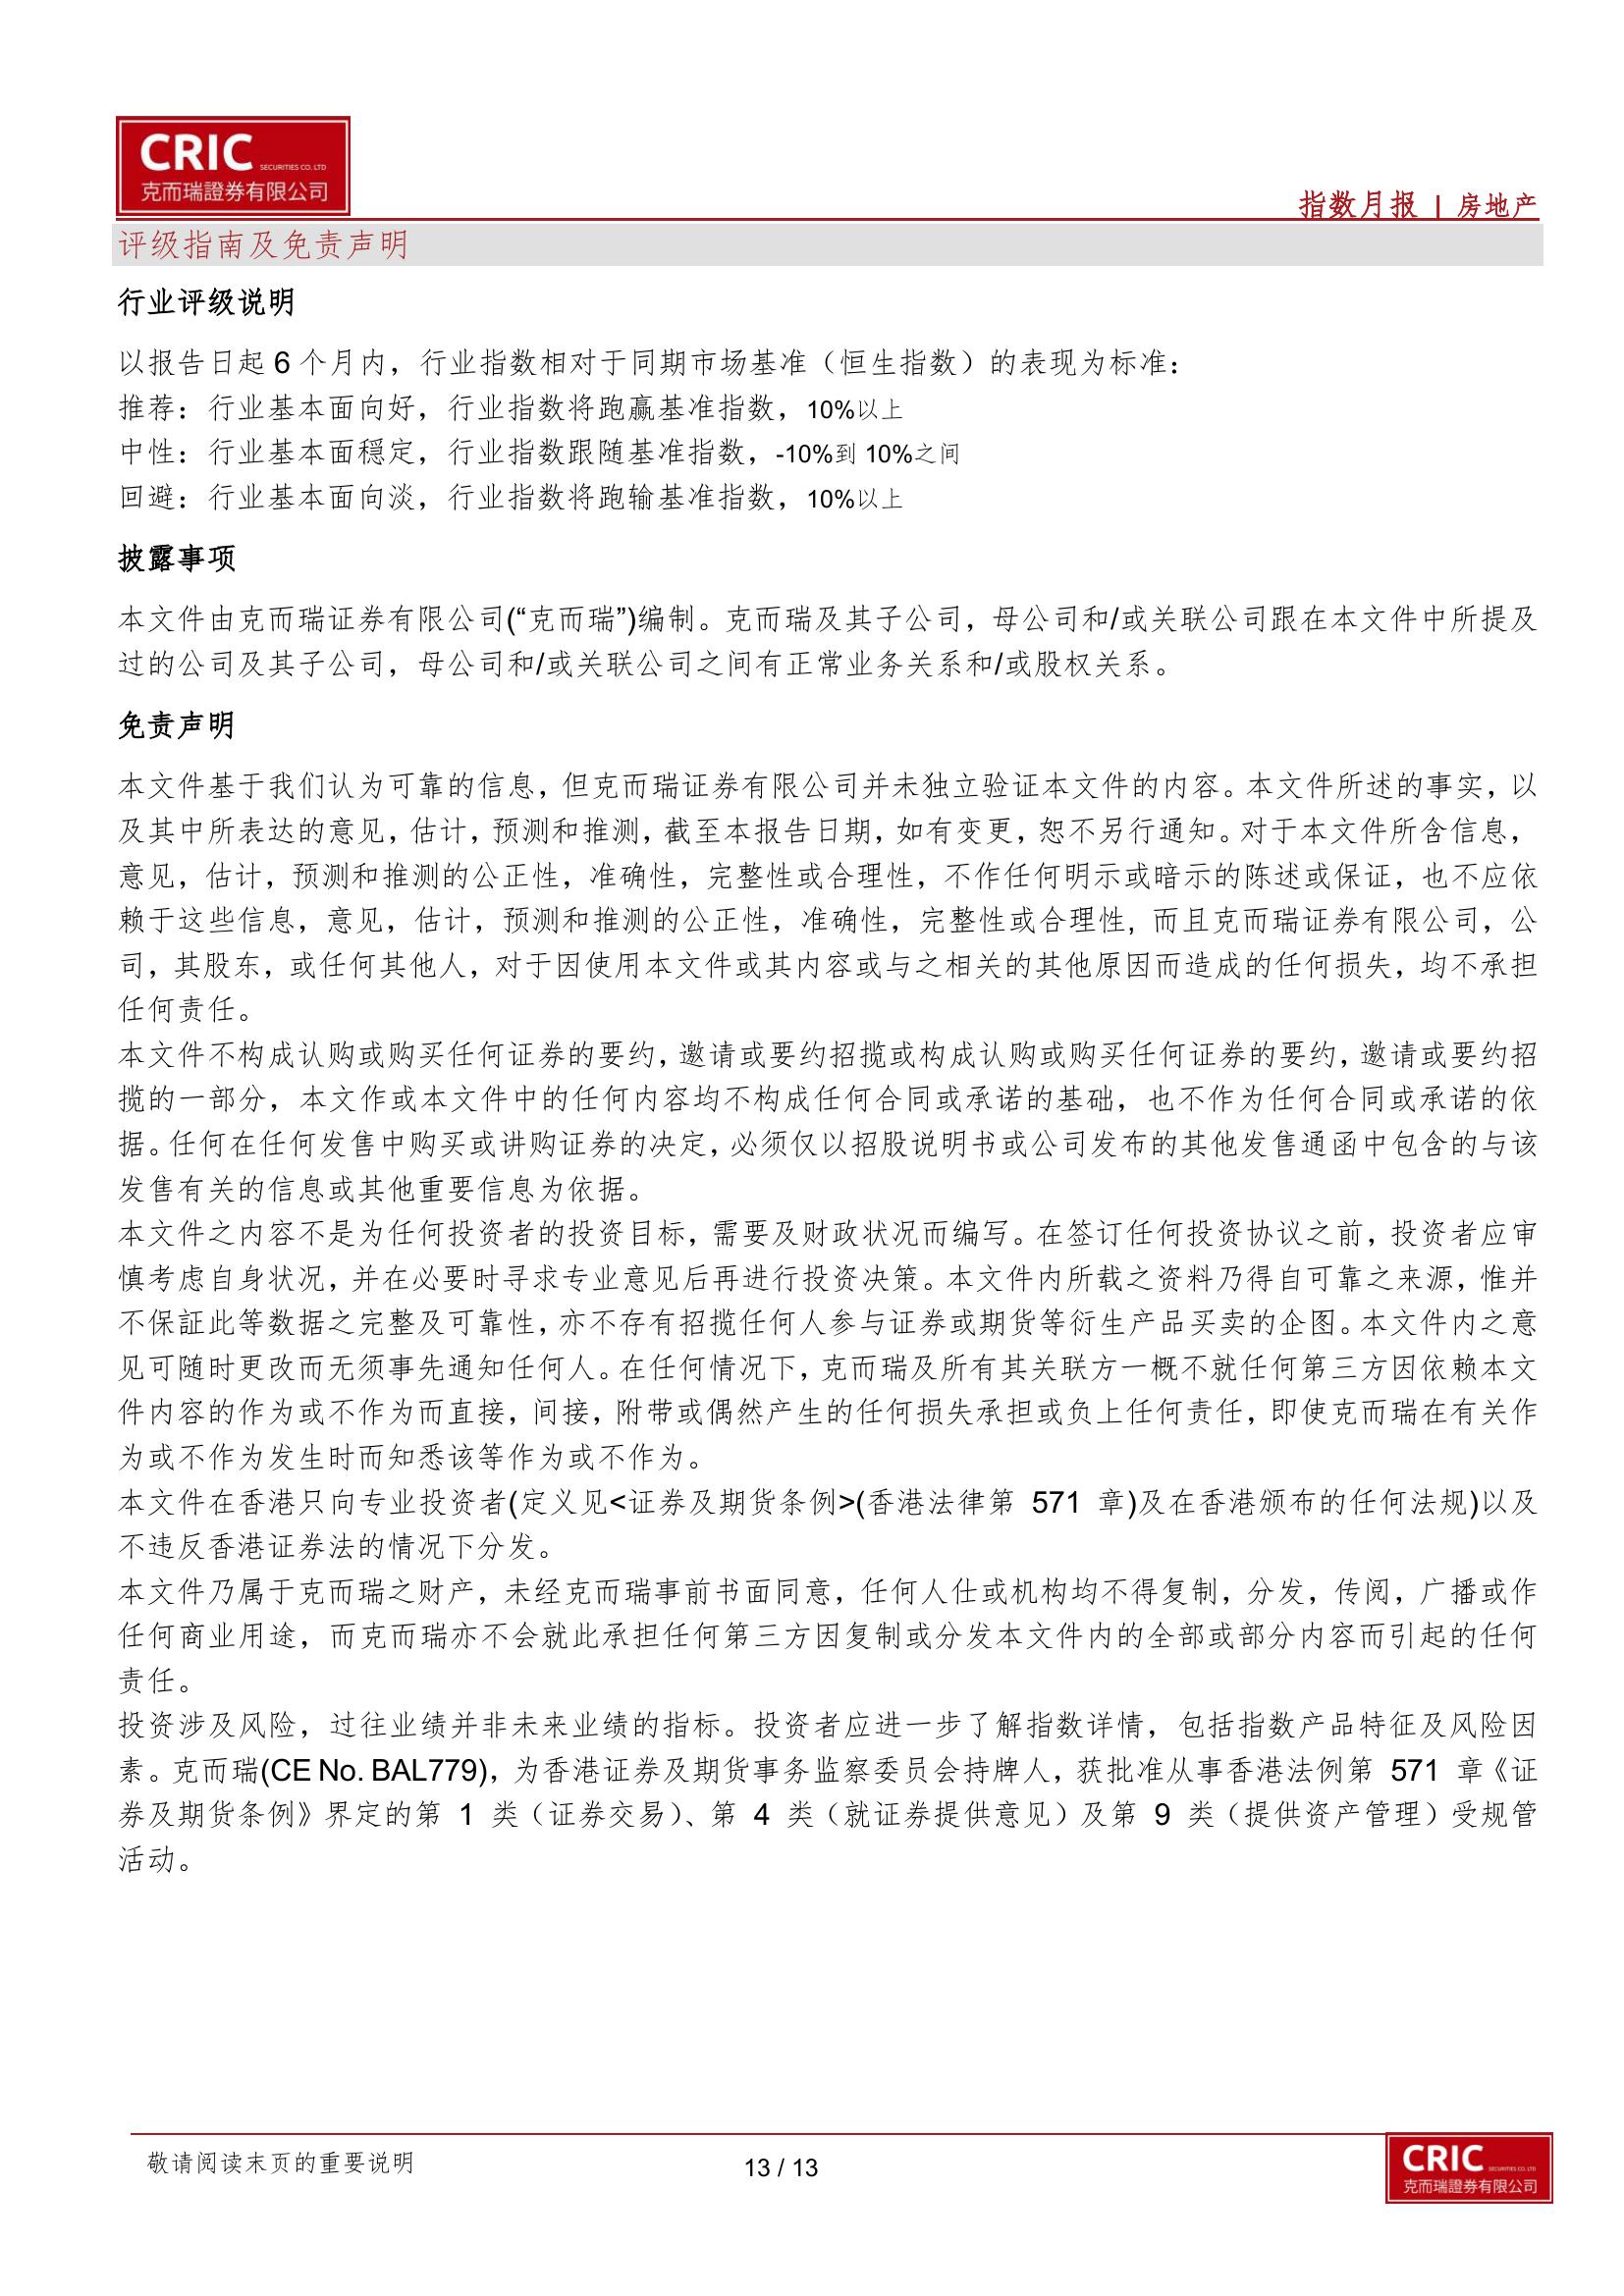 CRIC SECURITIES CO. LTD
克而瑞證券有限公司
指数月报 | 房地产
评级指南及免责声明
行业评级说明
以报告日起 6 个月内，行业指数相对于同期市场基准（恒生指数）的表现为标准：
推荐：行业基本面向好，行业指数将跑赢基准指数，10%以上
中性：行业基本面穩定，行业指数跟随基准指数，-10%到 10%之间
回避：行业基本面向淡，行业指数将跑输基准指数，10%以上
披露事项
本文件由克而瑞证券有限公司(“克而瑞”)编制。克而瑞及其子公司，母公司和/或关联公司跟在本文件中所提及
过的公司及其子公司，母公司和/或关联公司之间有正常业务关系和/或股权关系。
免责声明
本文件基于我们认为可靠的信息，但克而瑞证券有限公司并未独立验证本文件的内容。本文件所述的事实，以
及其中所表达的意见，估计，预测和推测，截至本报告日期，如有变更，恕不另行通知。对于本文件所含信息，
意见，估计，预测和推测的公正性，准确性，完整性或合理性，不作任何明示或暗示的陈述或保证，也不应依
赖于这些信息，意见，估计，预测和推测的公正性，准确性，完整性或合理性，而且克而瑞证券有限公司，公
司，其股东，或任何其他人，对于因使用本文件或其内容或与之相关的其他原因而造成的任何损失，均不承担
任何责任。
本文件不构成认购或购买任何证券的要约，邀请或要约招揽或构成认购或购买任何证券的要约，邀请或要约招
揽的一部分，本文作或本文件中的任何内容均不构成任何合同或承诺的基础，也不作为任何合同或承诺的依
据。任何在任何发售中购买或讲购证券的决定，必须仅以招股说明书或公司发布的其他发售通函中包含的与该
发售有关的信息或其他重要信息为依据。
本文件之内容不是为任何投资者的投资目标，需要及财政状况而编写。在签订任何投资协议之前，投资者应审
慎考虑自身状况，并在必要时寻求专业意见后再进行投资决策。本文件内所载之资料乃得自可靠之来源，惟并
不保証此等数据之完整及可靠性，亦不存有招揽任何人参与证券或期货等衍生产品买卖的企图。本文件内之意
见可随时更改而无须事先通知任何人。在任何情况下，克而瑞及所有其关联方一概不就任何第三方因依赖本文
件内容的作为或不作为而直接，间接，附带或偶然产生的任何损失承担或负上任何责任，即使克而瑞在有关作
为或不作为发生时而知悉该等作为或不作为。
本文件在香港只向专业投资者(定义见<证券及期货条例>(香港法律第 571 章)及在香港颁布的任何法规)以及
不违反香港证券法的情况下分发。
本文件乃属于克而瑞之财产，未经克而瑞事前书面同意，任何人仕或机构均不得复制，分发，传阅，广播或作
任何商业用途，而克而瑞亦不会就此承担任何第三方因复制或分发本文件内的全部或部分内容而引起的任何
责任。
投资涉及风险，过往业绩并非未来业绩的指标。投资者应进一步了解指数详情，包括指数产品特征及风险因
素。克而瑞(CE No. BAL779)，为香港证券及期货事务监察委员会持牌人，获批准从事香港法例第 571 章《证
券及期货条例》界定的第 1 类（证券交易）、第 4 类（就证券提供意见）及第 9 类（提供资产管理）受规管
活动。
敬请阅读末页的重要说明
13 / 13
CRIC SECURITIES CO. LTD
克而瑞證券有限公司